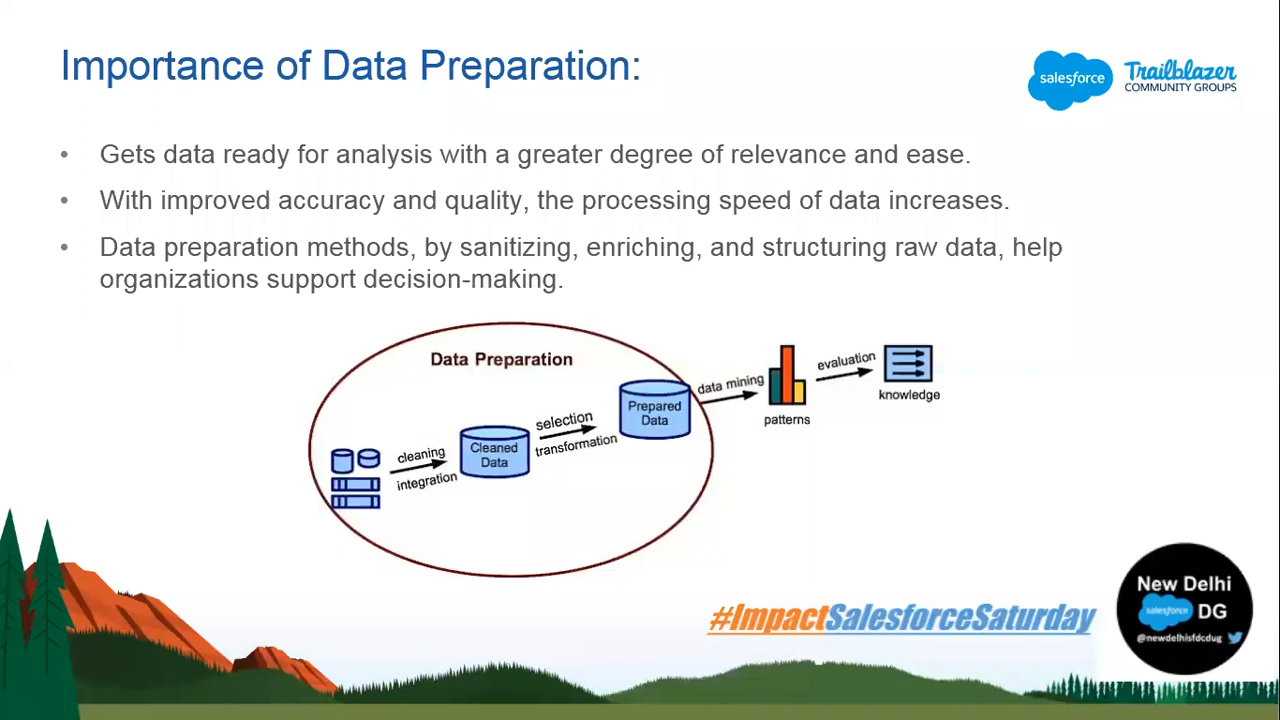 Importance of Data Preparation:
salesforce
Trailblazer
COMMUNITY GROUPS
• Gets data ready for analysis with a greater degree of relevance and ease.
• With improved accuracy and quality, the processing speed of data increases.
• Data preparation methods, by sanitizing, enriching, and structuring raw data, help
organizations support decision-making.
Data Preparation
cleaning
integration
Cleaned
Data
selection
transformation
Prepared
Data
data mining
patterns
evaluation
knowledge
#ImpactSalesforceSaturday
New Delhi
salesforce DG
@newdelhisfdcdug